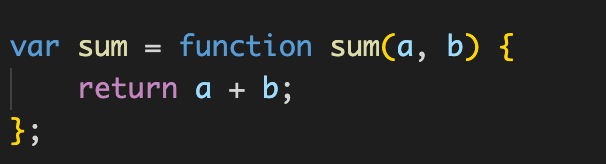 var sum = function sum(a, b) {
    return a + b;
};